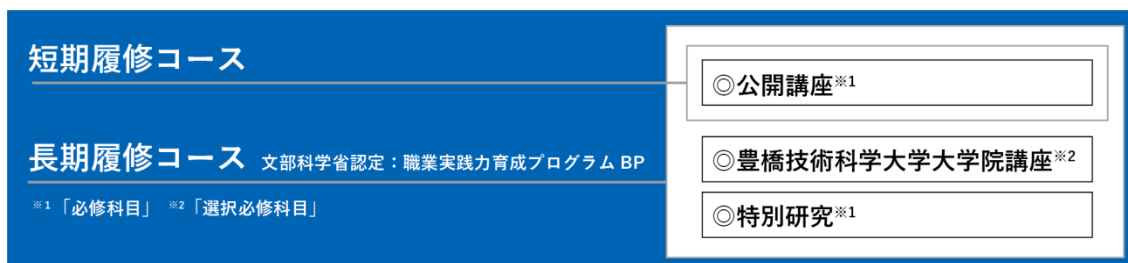 短期履修コース
◎公開講座※1
長期履修コース 文部科学省認定：職業実践力育成プログラム BP
◎豊橋技術科学大学大学院講座※2
※1「必修科目」 ※2「選択必修科目」
◎特別研究※1